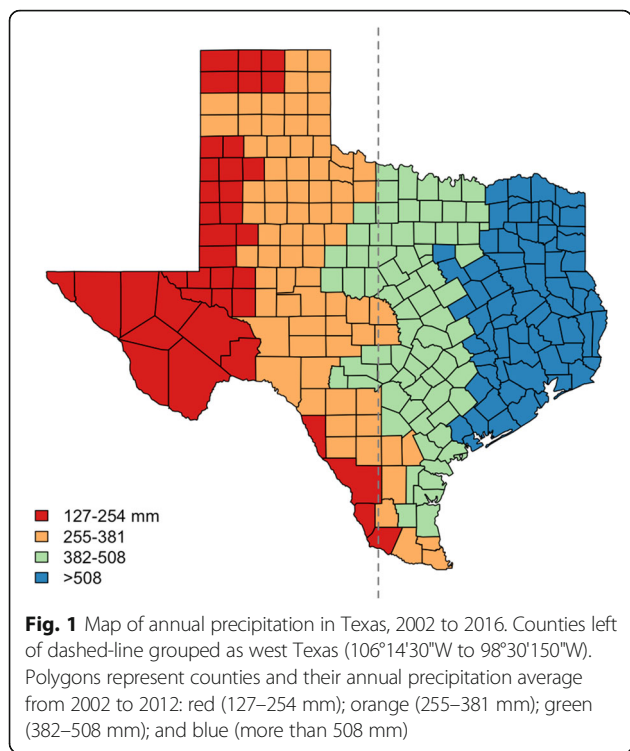 127-254 mm
255-381
382-508
>508
Fig. 1 Map of annual precipitation in Texas, 2002 to 2016. Counties left
of dashed-line grouped as west Texas (106°14'30"W to 98°30'150"W).
Polygons represent counties and their annual precipitation average
from 2002 to 2012: red (127–254 mm); orange (255–381 mm); green
(382–508 mm); and blue (more than 508 mm)